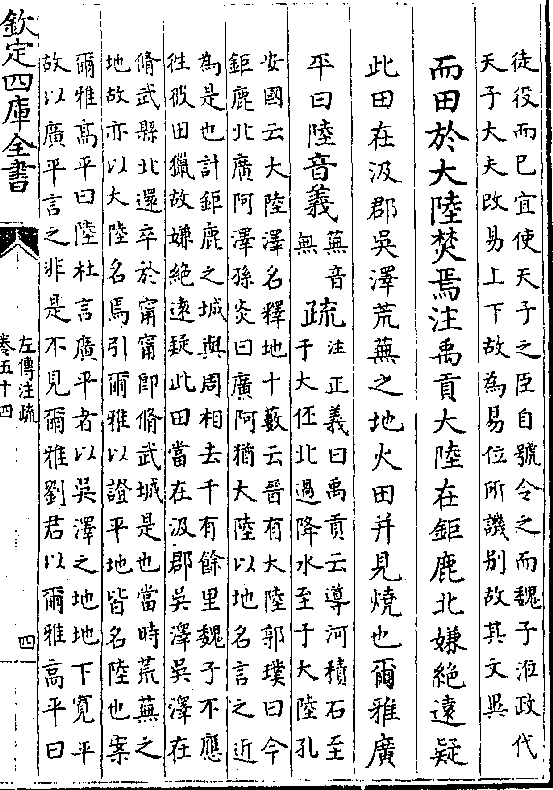 徒役而已宜使天子之臣自號令之而魏子涖政代
天子大夫改易上下故為易位所譏别故其文異
而田於大陸焚焉注禹貢大陸在鉅鹿北嫌絶逺疑
此田在汲郡吳澤荒蕪之地火田并見燒也爾雅廣
平曰陸音義
蕪音
無
疏
注正義曰禹貢云導河積石至
于大伾北過降水至于大陸孔
安國云大陸澤名釋地十藪云晉有大陸郭璞曰今
鉅鹿北廣阿澤孫炎曰廣阿猶大陸以地名言之近
為是也計鉅鹿之城與周相去千有餘里魏子不應
徃彼田獵故嫌絶逺疑此田當在汲郡吳澤吳澤在
脩武縣北還卒於甯甯即脩武城是也當時荒蕪之
地故亦以大陸名焉引爾雅以證平地皆名陸也案
爾雅高平曰陸杜言廣平者以吳澤之地地下寛平
故以廣平言之非是不見爾雅劉君以爾雅高平曰
欽定四庫全書
左傳注疏
卷五十四
四